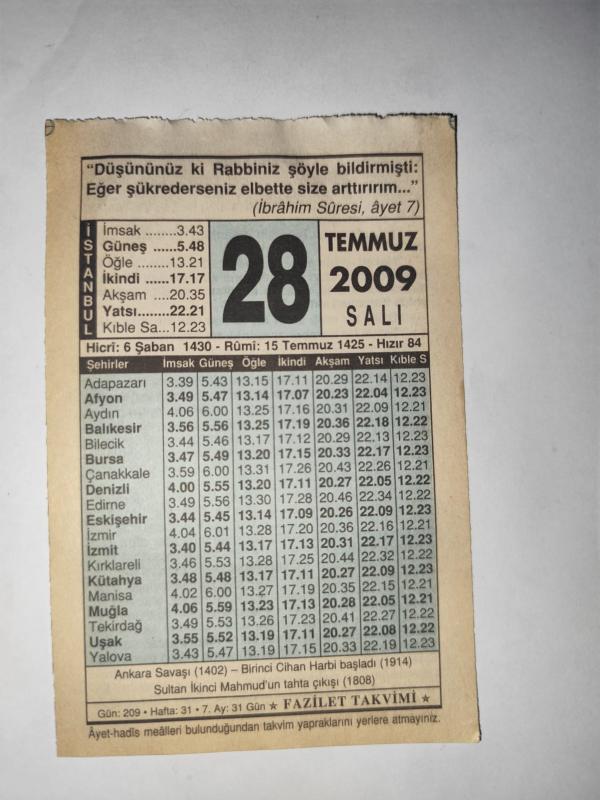 "Düşününüz ki Rabbiniz şöyle bildirmişti:
Eğer şükrederseniz elbette size arttırırım..."
(İbrâhim Sûresi, âyet 7)
İSTANBUL
İmsak ........3.43
Güneş ......5.48
Öğle ........13.21
İkindi ......17.17
Akşam ....20.35
Yatsı........22.21
Kıble Sa...12.23
28
TEMMUZ
2009
SALI
Hicrî: 6 Şaban 1430 - Rûmî: 15 Temmuz 1425 - Hızır 84
Şehirler İmsak Güneş Öğle İkindi Akşam Yatsı Kıble S
Adapazarı 3.39 5.43 13.15 17.11 20.29 22.14 12.23
Afyon 3.49 5.47 13.14 17.07 20.23 22.04 12.23
Aydın 4.06 6.00 13.25 17.16 20.31 22.09 12.21
Balıkesir 3.56 5.56 13.25 17.19 20.36 22.18 12.22
Bilecik 3.44 5.46 13.17 17.12 20.29 22.13 12.23
Bursa 3.47 5.49 13.20 17.15 20.33 22.17 12.23
Çanakkale 3.59 6.00 13.31 17.26 20.43 22.26 12.21
Denizli 4.00 5.55 13.20 17.11 20.27 22.05 12.22
Edirne 3.49 5.56 13.30 17.28 20.46 22.34 12.22
Eskişehir 3.44 5.45 13.14 17.09 20.26 22.09 12.23
İzmir 4.04 6.01 13.28 17.20 20.36 22.16 12.21
İzmit 3.40 5.44 13.17 17.13 20.31 22.17 12.23
Kırklareli 3.46 5.53 13.28 17.25 20.44 22.32 12.22
Kütahya 3.48 5.48 13.17 17.11 20.27 22.09 12.23
Manisa 4.02 6.00 13.27 17.19 20.35 22.15 12.21
Muğla 4.06 5.59 13.23 17.13 20.28 22.05 12.21
Tekirdağ 3.49 5.53 13.26 17.23 20.41 22.27 12.22
Uşak 3.55 5.52 13.19 17.11 20.27 22.08 12.22
Yalova 3.43 5.47 13.19 17.15 20.33 22.19 12.23
Ankara Savaşı (1402) – Birinci Cihan Harbi başladı (1914)
Sultan İkinci Mahmud'un tahta çıkışı (1808)
Gün: 209 • Hafta: 31 • 7. Ay: 31 Gün ★ FAZİLET TAKVİMİ ★
Âyet-hadîs meâlleri bulunduğundan takvim yapraklarını yerlere atmayınız.